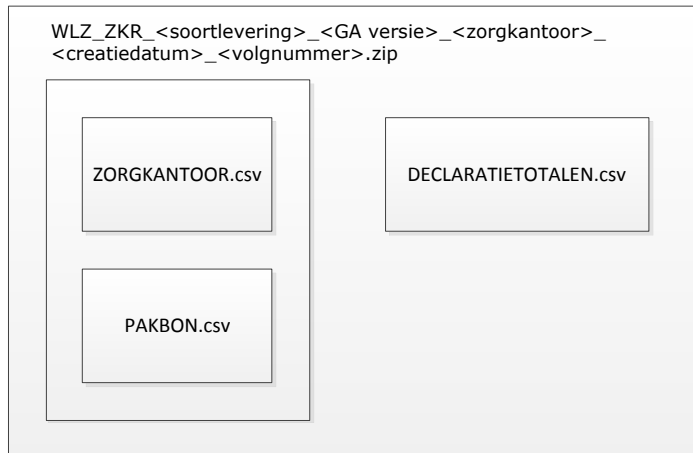 WLZ_ZKR_<soortlevering>_<GA versie>_<zorgkantoor>_
<creatiedatum>_<volgnummer>.zip
ZORGKANTOOR.csv
DECLARATIETOTALEN.csv
PAKBON.csv